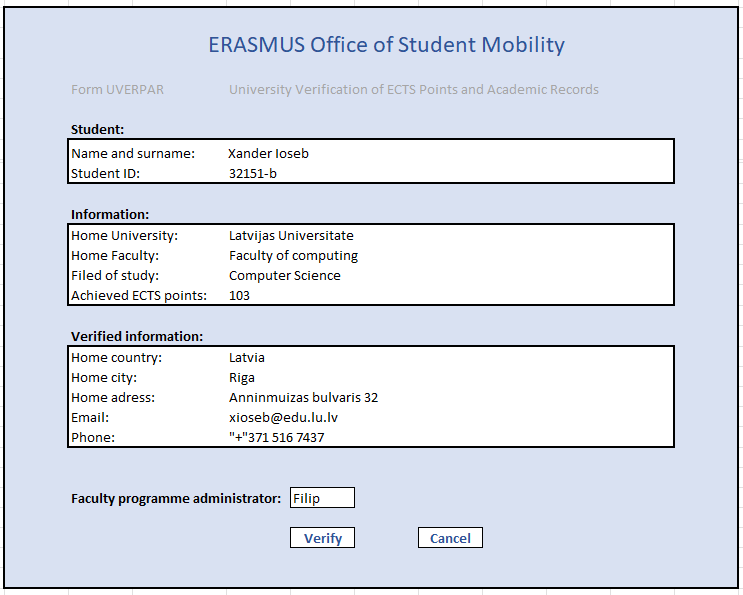 ERASMUS Office of Student Mobility
Form UVERPAR University Verification of ECTS Points and Academic Records
Student:
Name and surname: Xander Ioseb
Student ID: 32151-b
Information:
Home University: Latvijas Universitate
Home Faculty: Faculty of computing
Filed of study: Computer Science
Achieved ECTS points: 103
Verified information:
Home country: Latvia
Home city: Riga
Home adress: Anninmuizas bulvaris 32
Email: xioseb@edu.lu.lv
Phone: "+"371 516 7437
Faculty programme administrator: Filip
Verify Cancel